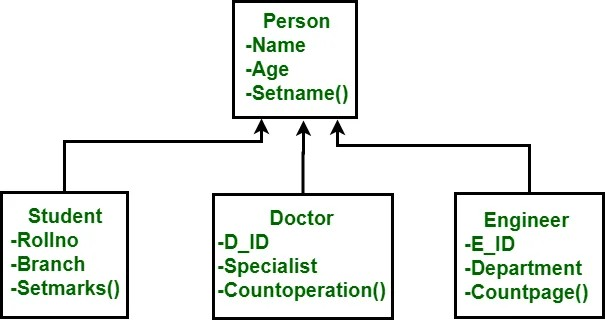 Person
-Name
-Age
-Setname()
Student
-Rollno
-Branch
-Setmarks()
Doctor
-D_ID
-Specialist
-Countoperation()
Engineer
-E_ID
-Department
-Countpage()